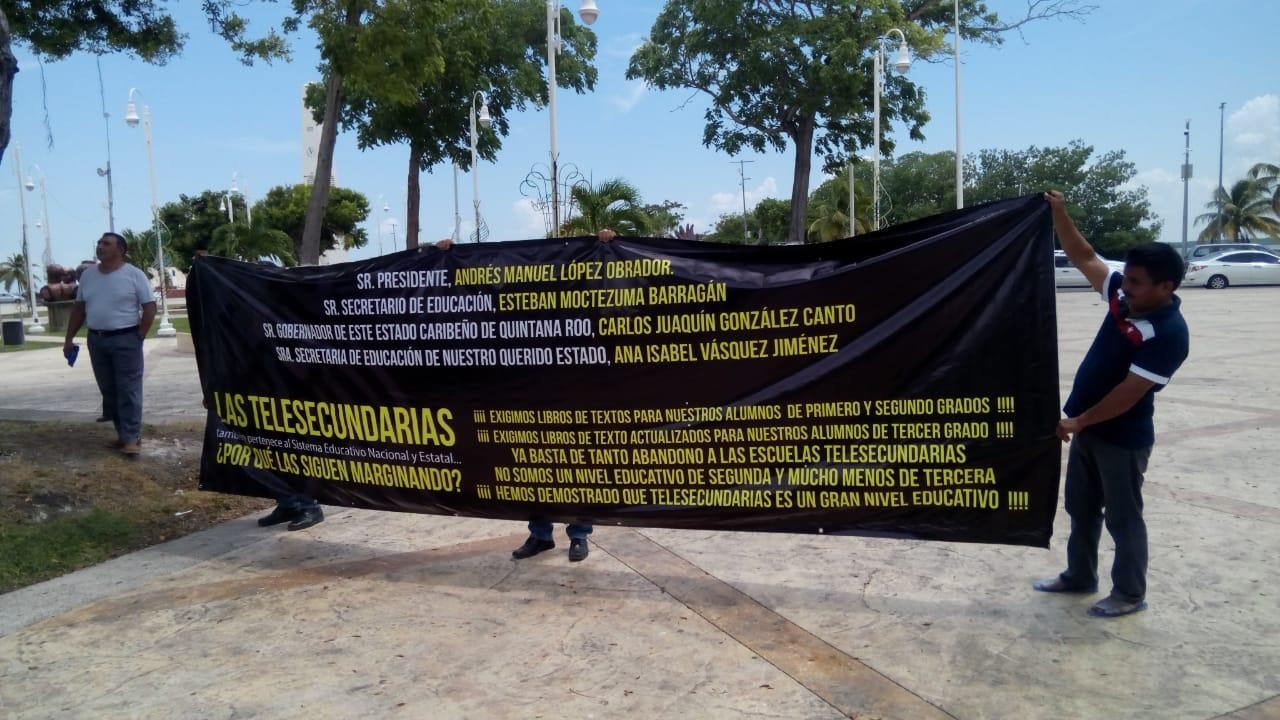 SR. PRESIDENTE, ANDRÉS MANUEL LÓPEZ OBRADOR.
SR. SECRETARIO DE EDUCACIÓN, ESTEBAN MOCTEZUMA BARRAGÁN
SR. GOBERNADOR DE ESTE ESTADO CARIBEÑO DE QUINTANA ROO, CARLOS JUAQUÍN GONZÁLEZ CANTO
SRA. SECRETARIA DE EDUCACIÓN DE NUESTRO QUERIDO ESTADO, ANA ISABEL VÁSQUEZ JIMÉNEZ
LAS TELESECUNDARIAS
también pertenece al Sistema Educativo Nacional y Estatal...
¿POR QUÉ LAS SIGUEN MARGINANDO?
¡¡¡¡ EXIGIMOS LIBROS DE TEXTOS PARA NUESTROS ALUMNOS DE PRIMERO Y SEGUNDO GRADOS !!!!
¡¡¡¡ EXIGIMOS LIBROS DE TEXTO ACTUALIZADOS PARA NUESTROS ALUMNOS DE TERCER GRADO !!!!
YA BASTA DE TANTO ABANDONO A LAS ESCUELAS TELESECUNDARIAS
NO SOMOS UN NIVEL EDUCATIVO DE SEGUNDA Y MUCHO MENOS DE TERCERA
¡¡¡¡ HEMOS DEMOSTRADO QUE TELESECUNDARIAS ES UN GRAN NIVEL EDUCATIVO !!!!